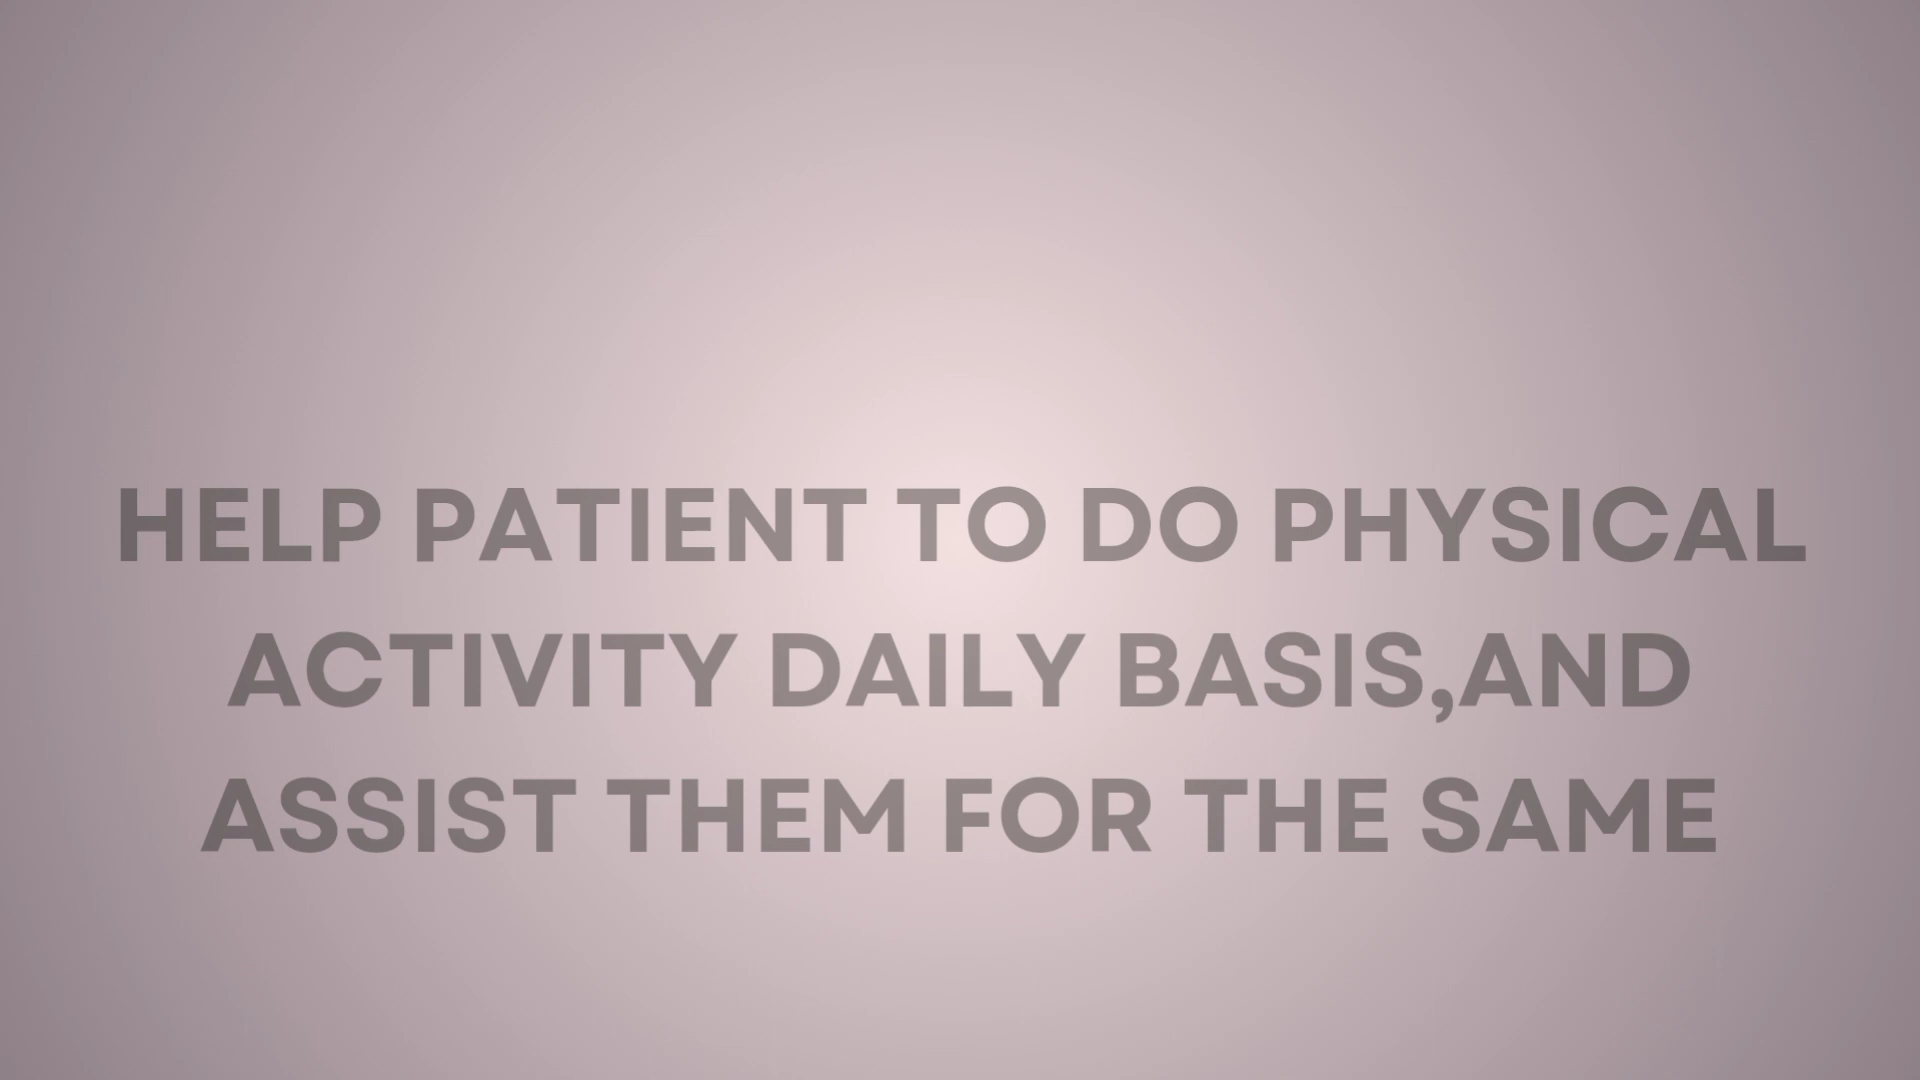 HELP PATIENT TO DO PHYSICAL
ACTIVITY DAILY BASIS,AND
ASSIST THEM FOR THE SAME